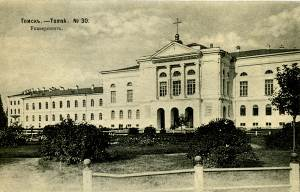 Томскъ. — Tomsk. № 30.
Университетъ.